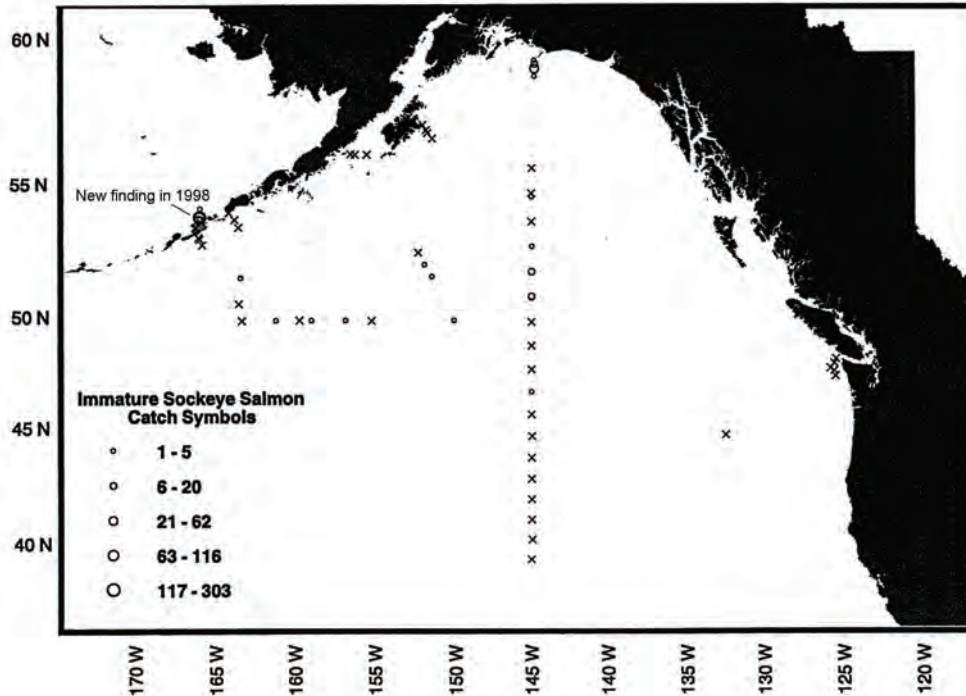 60 N
55 N
New finding in 1998
50 N
45 N
40 N
Immature Sockeye Salmon
Catch Symbols
1 - 5
6 - 20
21 - 62
63 - 116
117 - 303
170 W
165 W
160 W
155 W
150 W
145 W
140 W
135 W
130 W
125 W
120 W